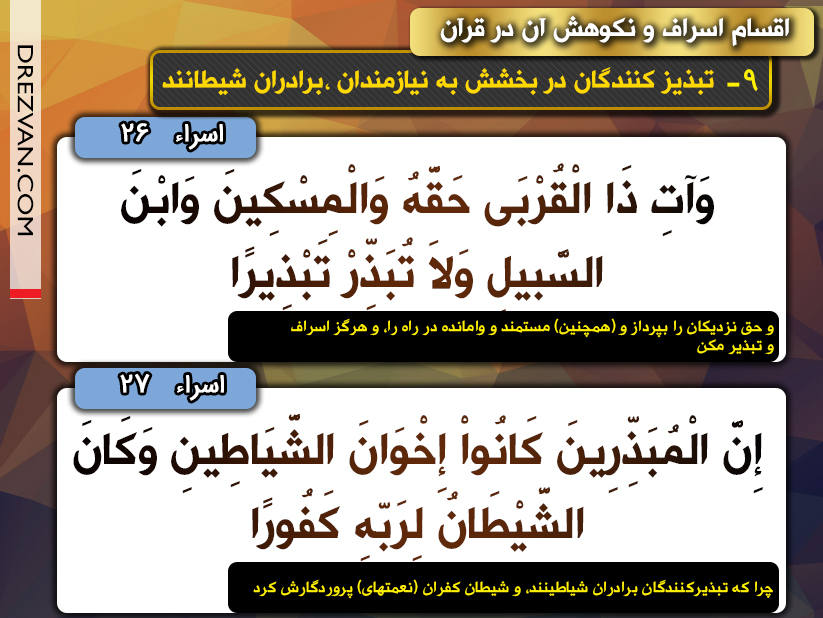 اقسام اسراف و نکوهش آن در قرآن
۹- تبذیز کنندگان در بخشش به نیازمندان ،برادران شیطانند
DREZVAN.COM
اسراء ۲۶
وَآتِ ذَا الْقُرْبَى حَقَّهُ وَالْمِسْكِينَ وَابْنَ
السَّبِيلِ وَلاَ تُبَذِّرْ تَبْذِيرًا
و حق نزدیکان را بپرداز و (همچنین) مستمند و وامانده در راه را، و هرگز اسراف
و تبذیر مکن
اسراء ۲۷
إِنَّ الْمُبَذِّرِينَ كَانُواْ إِخْوَانَ الشَّيَاطِينِ وَكَانَ
الشَّيْطَانُ لِرَبِّهِ كَفُورًا
چرا که تبذیرکنندگان برادران شیاطینند، و شیطان کفران (نعمتهای) پروردگارش کرد